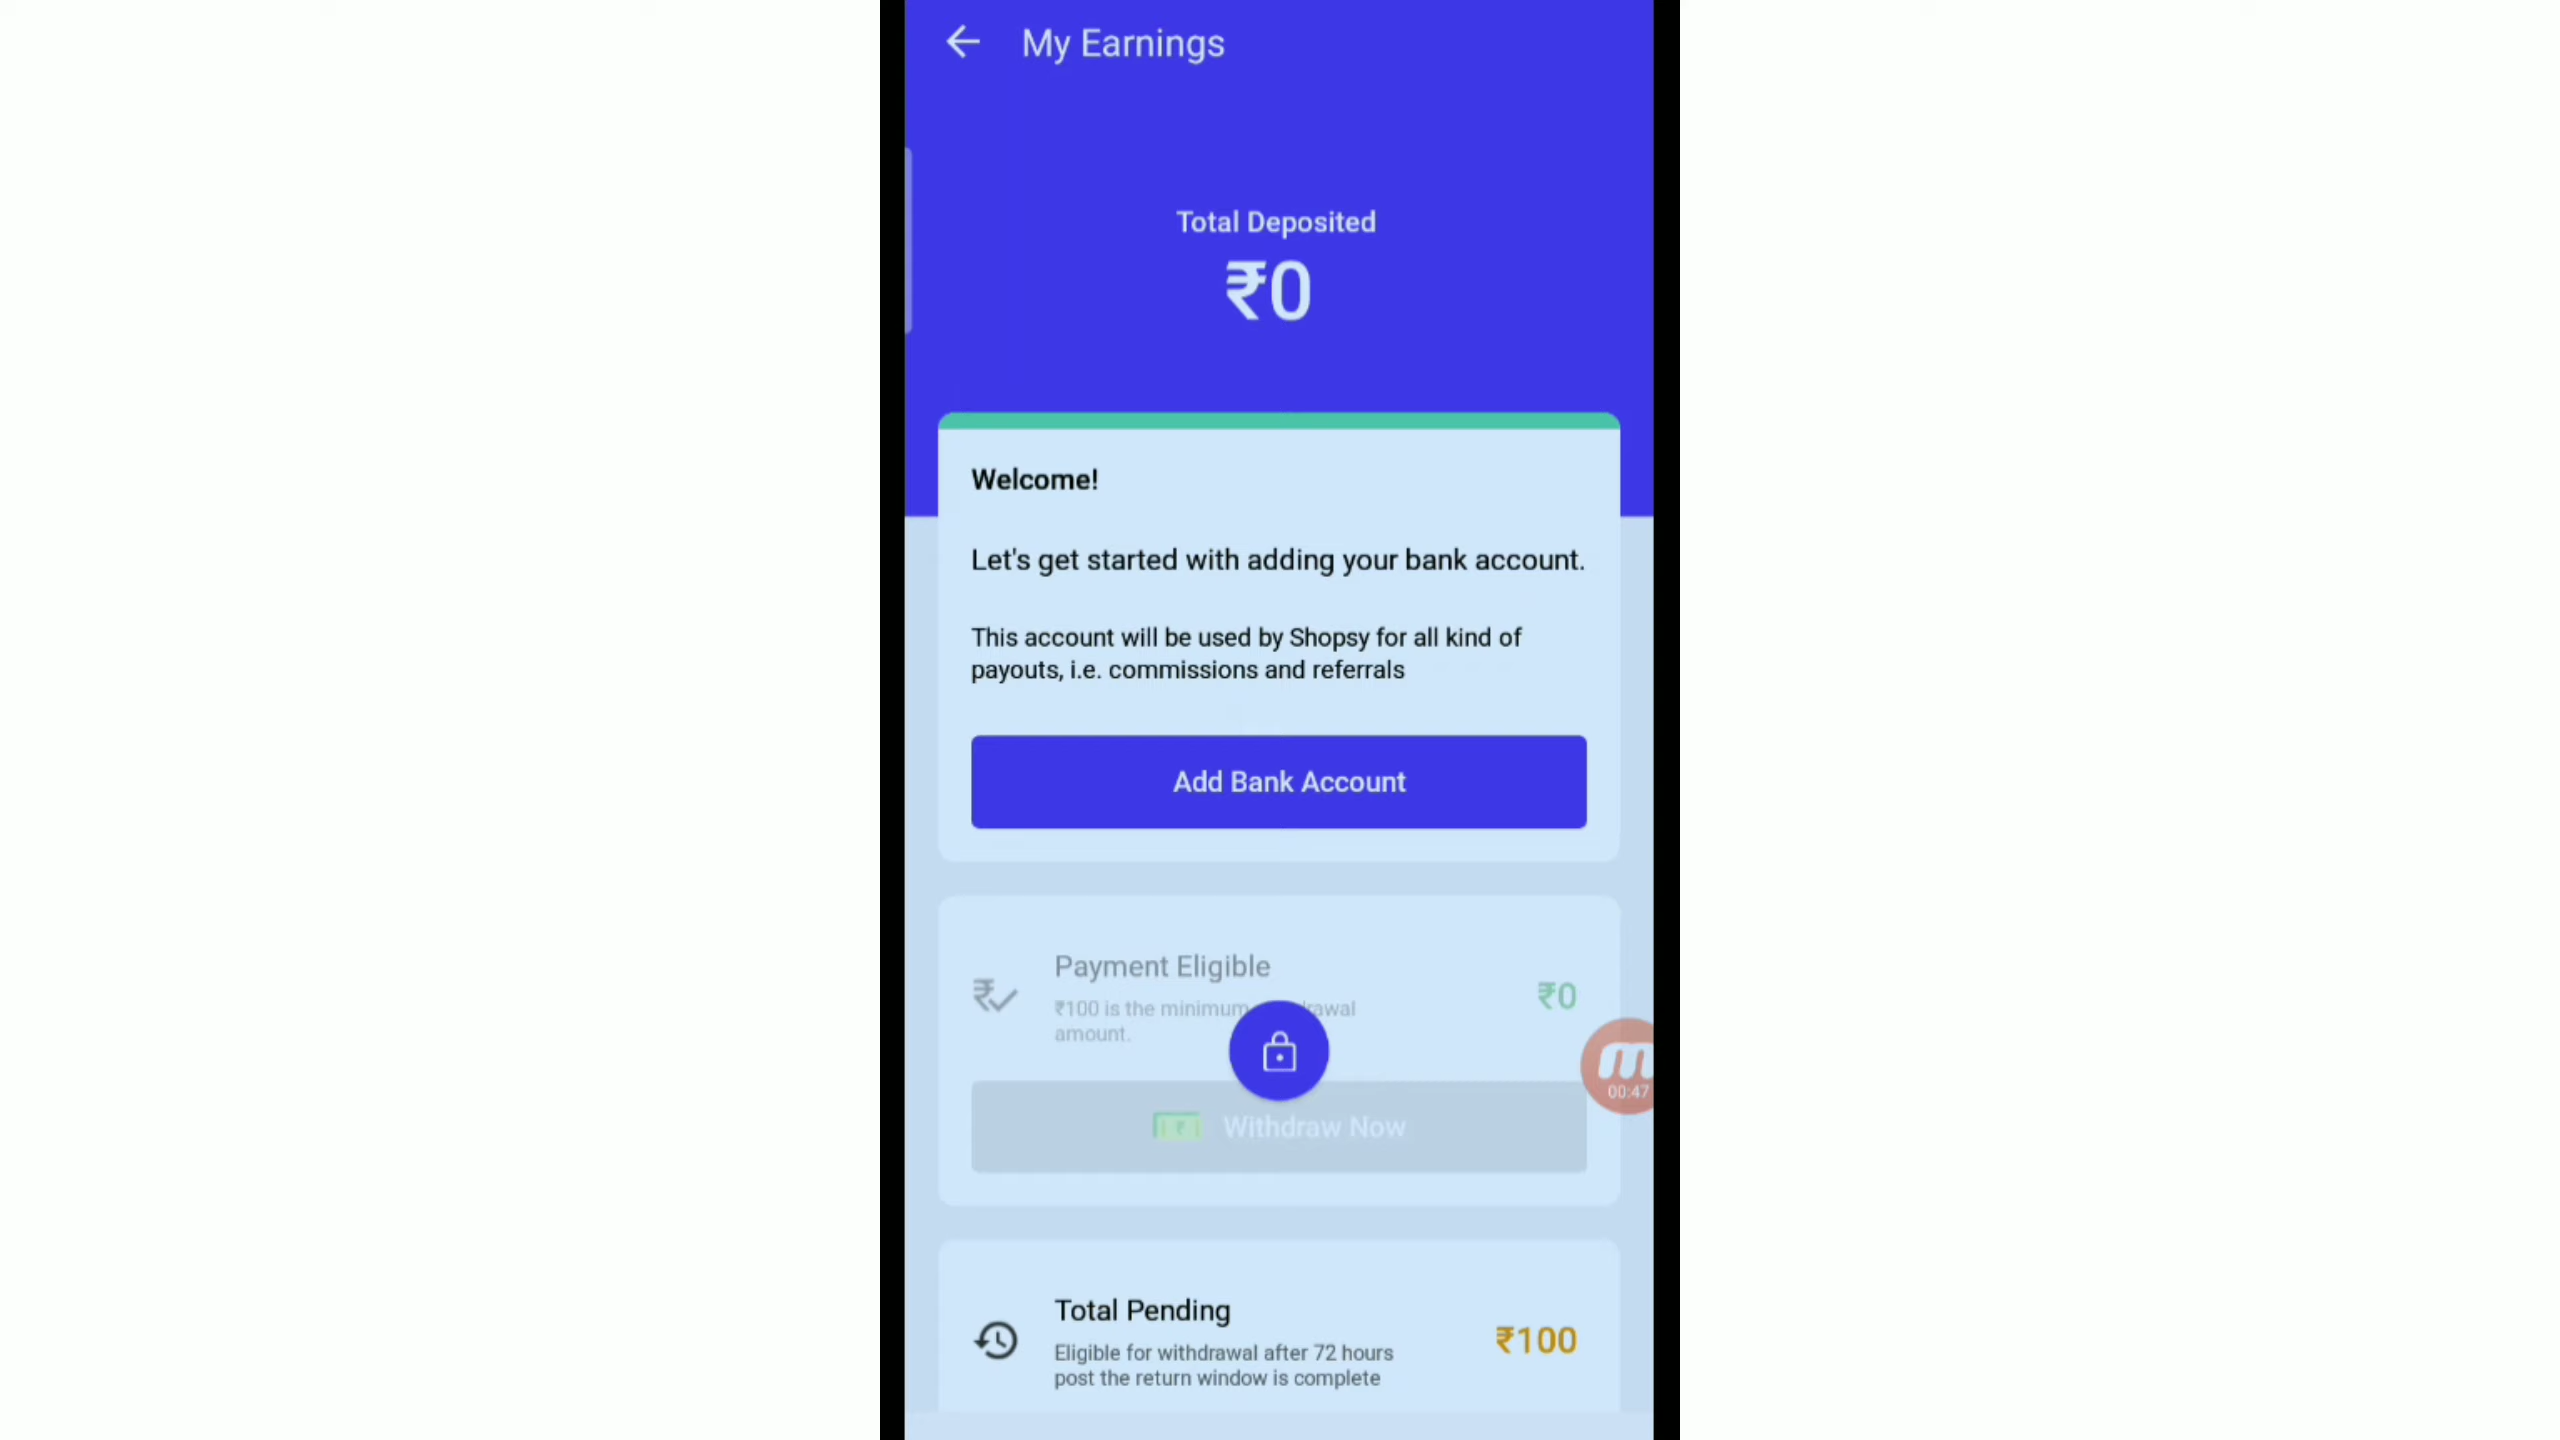 My Earnings
Total Deposited
₹0
Welcome!
Let's get started with adding your bank account.
This account will be used by Shopsy for all kind of
payouts, i.e. commissions and referrals
Add Bank Account
Payment Eligible
₹100 is the minimum
amount.
₹0
00:47
Withdraw Now
Total Pending
Eligible for withdrawal after 72 hours
post the return window is complete
₹100